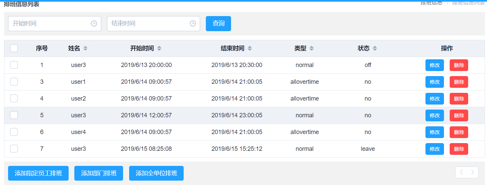 排班信息列表
开始时间 结束时间 查询
序号 姓名 开始时间 结束时间 类型 状态 操作
1 user3 2019/6/13 20:00:00 2019/6/13 20:30:00 normal off 修改 删除
3 user1 2019/6/14 09:00:57 2019/6/14 21:00:05 allovertime no 修改 删除
4 user2 2019/6/14 09:00:57 2019/6/14 21:00:05 allovertime no 修改 删除
5 user3 2019/6/14 12:00:57 2019/6/14 23:00:05 normal no 修改 删除
6 user4 2019/6/14 09:00:57 2019/6/14 21:00:05 allovertime no 修改 删除
7 user3 2019/6/15 08:25:08 2019/6/15 15:25:12 normal leave 修改 删除
添加指定员工排班 添加部门排班 添加全单位排班